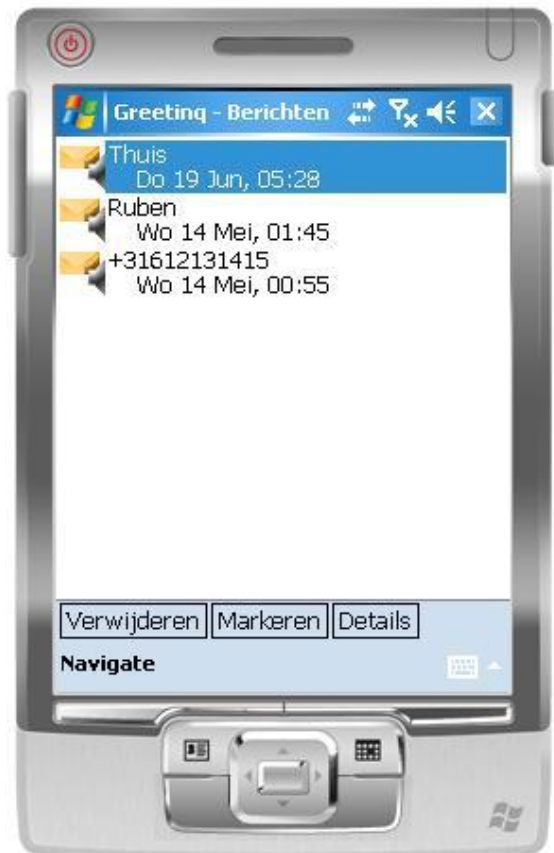 Greeting - Berichten
Thuis
Do 19 Jun, 05:28
Ruben
Wo 14 Mei, 01:45
+31612131415
Wo 14 Mei, 00:55
Verwijderen Markeren Details
Navigate